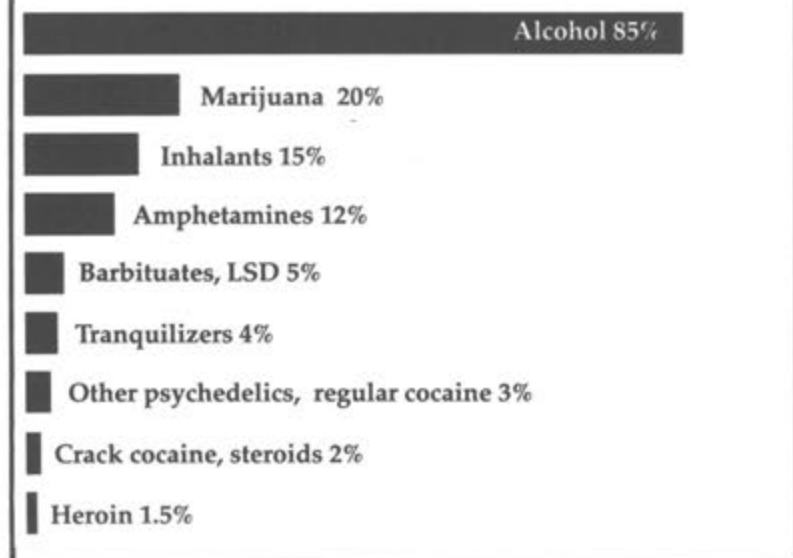 Alcohol 85%
Marijuana 20%
Inhalants 15%
Amphetamines 12%
Barbituates, LSD 5%
Tranquilizers 4%
Other psychedelics, regular cocaine 3%
Crack cocaine, steroids 2%
Heroin 1.5%